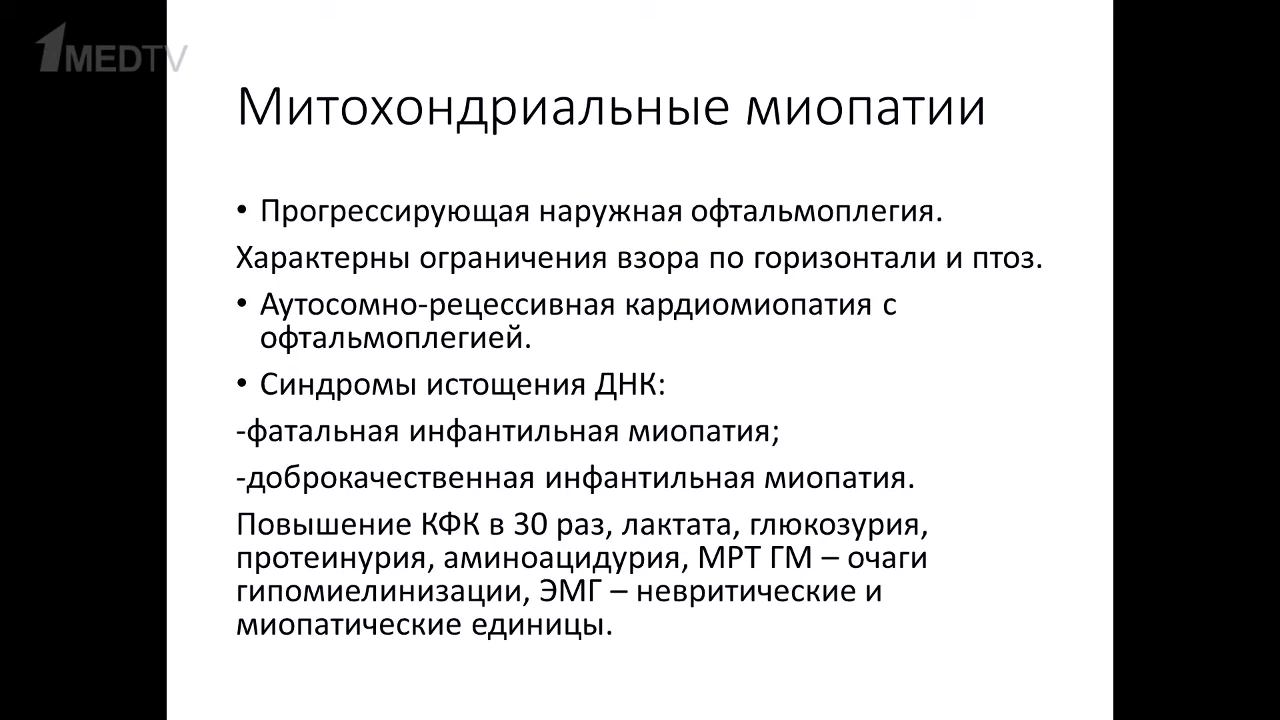 1MEDTV
Митохондриальные миопатии
• Прогрессирующая наружная офтальмоплегия.
Характерны ограничения взора по горизонтали и птоз.
• Аутосомно-рецессивная кардиомиопатия с
офтальмоплегией.
• Синдромы истощения ДНК:
-фатальная инфантильная миопатия;
-доброкачественная инфантильная миопатия.
Повышение КФК в 30 раз, лактата, глюкозурия,
протеинурия, аминоацидурия, МРТ ГМ – очаги
гипомиелинизации, ЭМГ – невритические и
миопатические единицы.